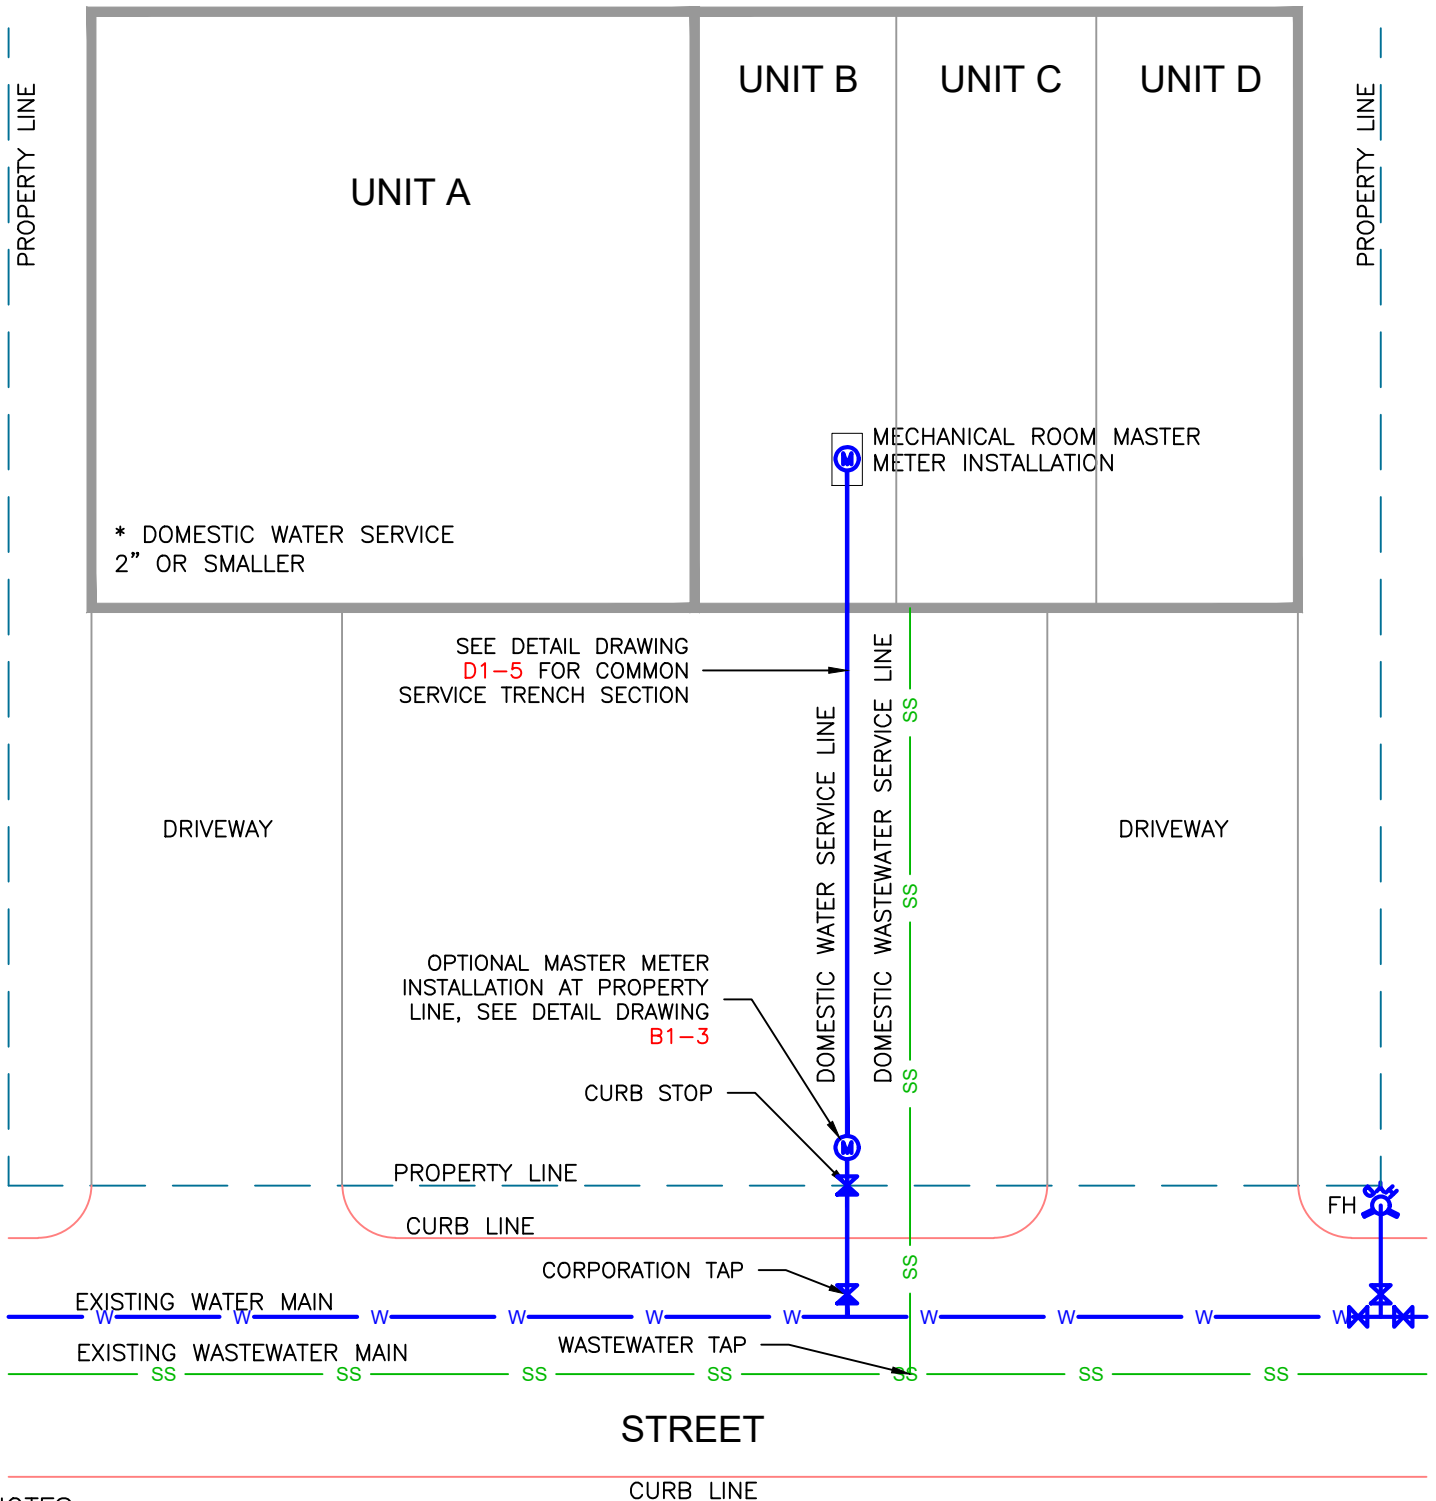 UNIT A
UNIT B
UNIT C
UNIT D
PROPERTY LINE
PROPERTY LINE
MECHANICAL ROOM MASTER
METER INSTALLATION
M
* DOMESTIC WATER SERVICE
2” OR SMALLER
SEE DETAIL DRAWING
D1-5 FOR COMMON
SERVICE TRENCH SECTION
DOMESTIC WATER SERVICE LINE
DOMESTIC WASTEWATER SERVICE LINE
SS
SS
SS
SS
DRIVEWAY
DRIVEWAY
OPTIONAL MASTER METER
INSTALLATION AT PROPERTY
LINE, SEE DETAIL DRAWING
B1-3
CURB STOP
M
PROPERTY LINE
FH
CURB LINE
CORPORATION TAP
EXISTING WATER MAIN
W W W W W W W W W W
EXISTING WASTEWATER MAIN
WASTEWATER TAP
SS SS SS SS SS SS SS
STREET
CURB LINE